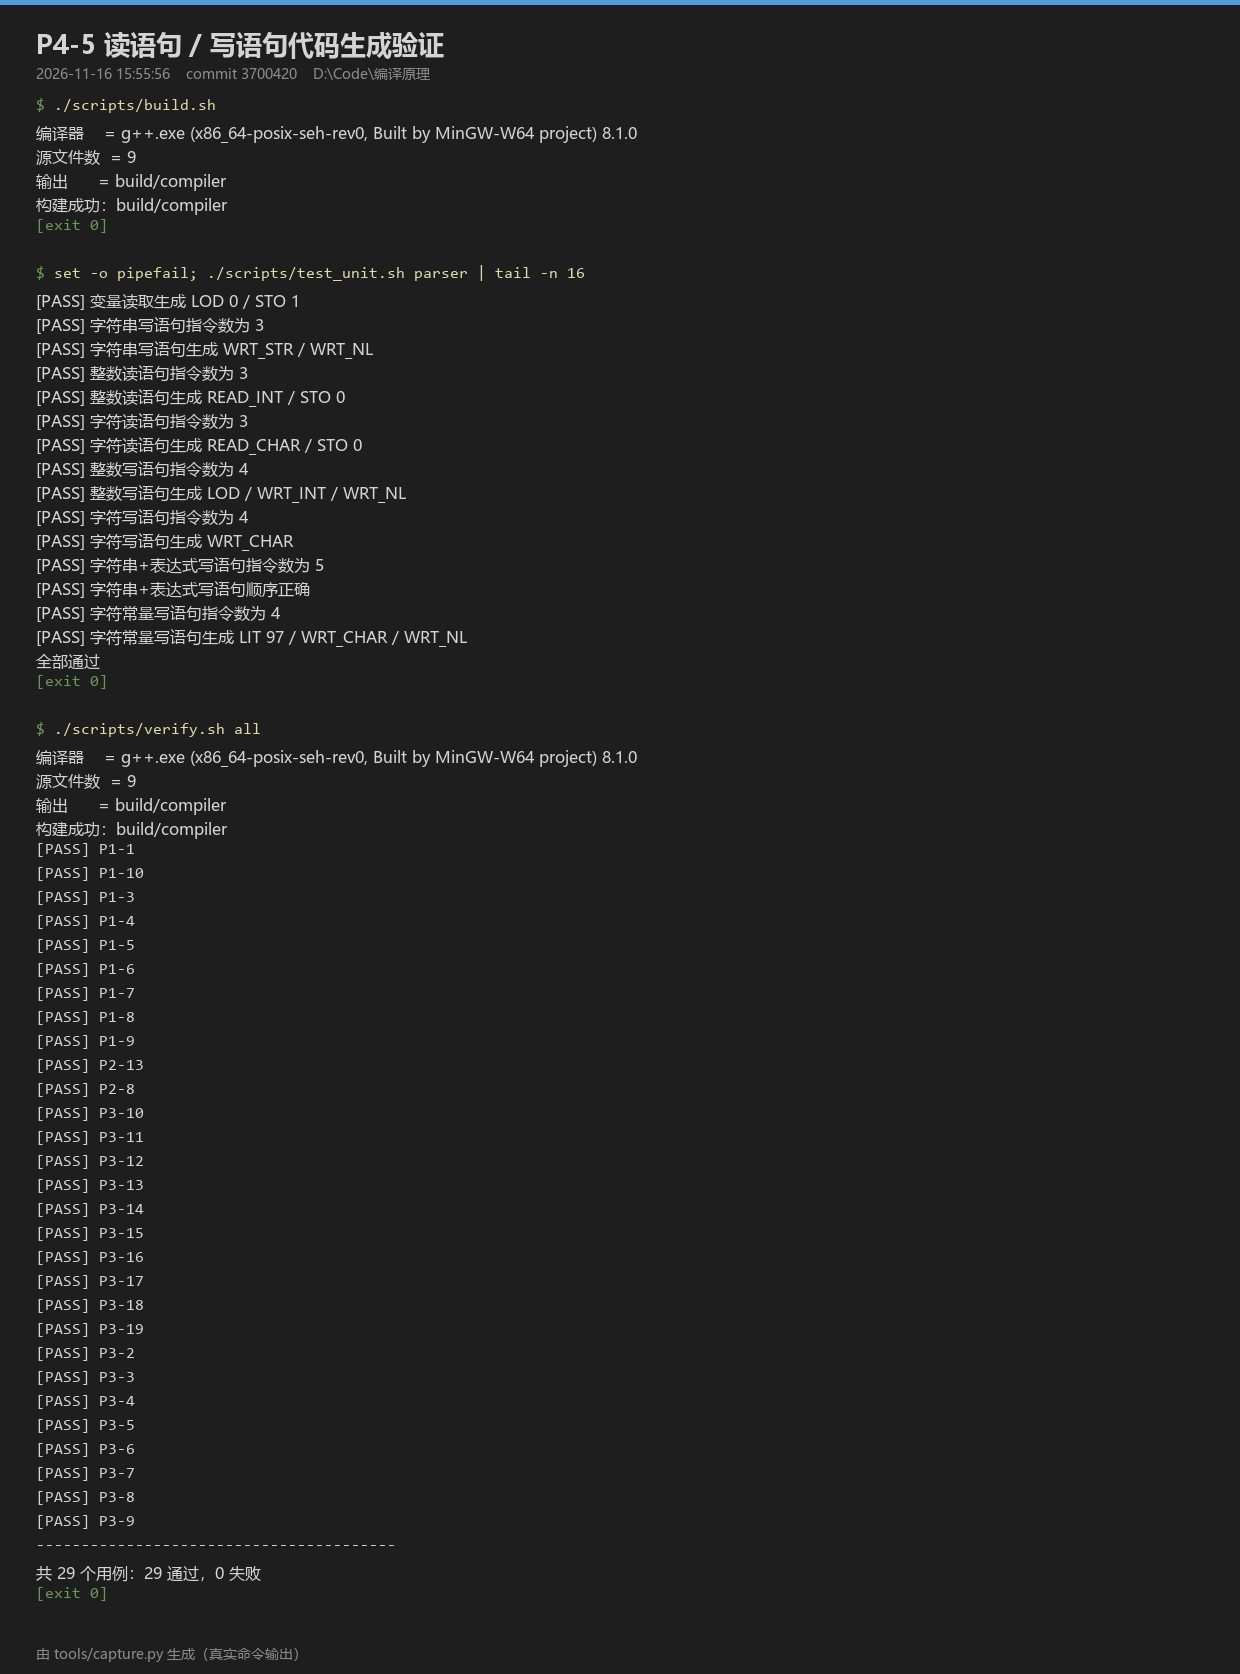 P4-5 读语句 / 写语句代码生成验证
2026-11-16 15:55:56 commit 3700420 D:\Code\编译原理
$ ./scripts/build.sh
编译器 = g++.exe (x86_64-posix-seh-rev0, Built by MinGW-W64 project) 8.1.0
源文件数 = 9
输出 = build/compiler
构建成功：build/compiler
[exit 0]
$ set -o pipefail; ./scripts/test_unit.sh parser | tail -n 16
[PASS] 变量读取生成 LOD 0 / STO 1
[PASS] 字符串写语句指令数为 3
[PASS] 字符串写语句生成 WRT_STR / WRT_NL
[PASS] 整数读语句指令数为 3
[PASS] 整数读语句生成 READ_INT / STO 0
[PASS] 字符读语句指令数为 3
[PASS] 字符读语句生成 READ_CHAR / STO 0
[PASS] 整数写语句指令数为 4
[PASS] 整数写语句生成 LOD / WRT_INT / WRT_NL
[PASS] 字符写语句指令数为 4
[PASS] 字符写语句生成 WRT_CHAR
[PASS] 字符串+表达式写语句指令数为 5
[PASS] 字符串+表达式写语句顺序正确
[PASS] 字符常量写语句指令数为 4
[PASS] 字符常量写语句生成 LIT 97 / WRT_CHAR / WRT_NL
全部通过
[exit 0]
$ ./scripts/verify.sh all
编译器 = g++.exe (x86_64-posix-seh-rev0, Built by MinGW-W64 project) 8.1.0
源文件数 = 9
输出 = build/compiler
构建成功：build/compiler
[PASS] P1-1
[PASS] P1-10
[PASS] P1-3
[PASS] P1-4
[PASS] P1-5
[PASS] P1-6
[PASS] P1-7
[PASS] P1-8
[PASS] P1-9
[PASS] P2-13
[PASS] P2-8
[PASS] P3-10
[PASS] P3-11
[PASS] P3-12
[PASS] P3-13
[PASS] P3-14
[PASS] P3-15
[PASS] P3-16
[PASS] P3-17
[PASS] P3-18
[PASS] P3-19
[PASS] P3-2
[PASS] P3-3
[PASS] P3-4
[PASS] P3-5
[PASS] P3-6
[PASS] P3-7
[PASS] P3-8
[PASS] P3-9
----------------------------------------
共 29 个用例：29 通过，0 失败
[exit 0]
由 tools/capture.py 生成（真实命令输出）